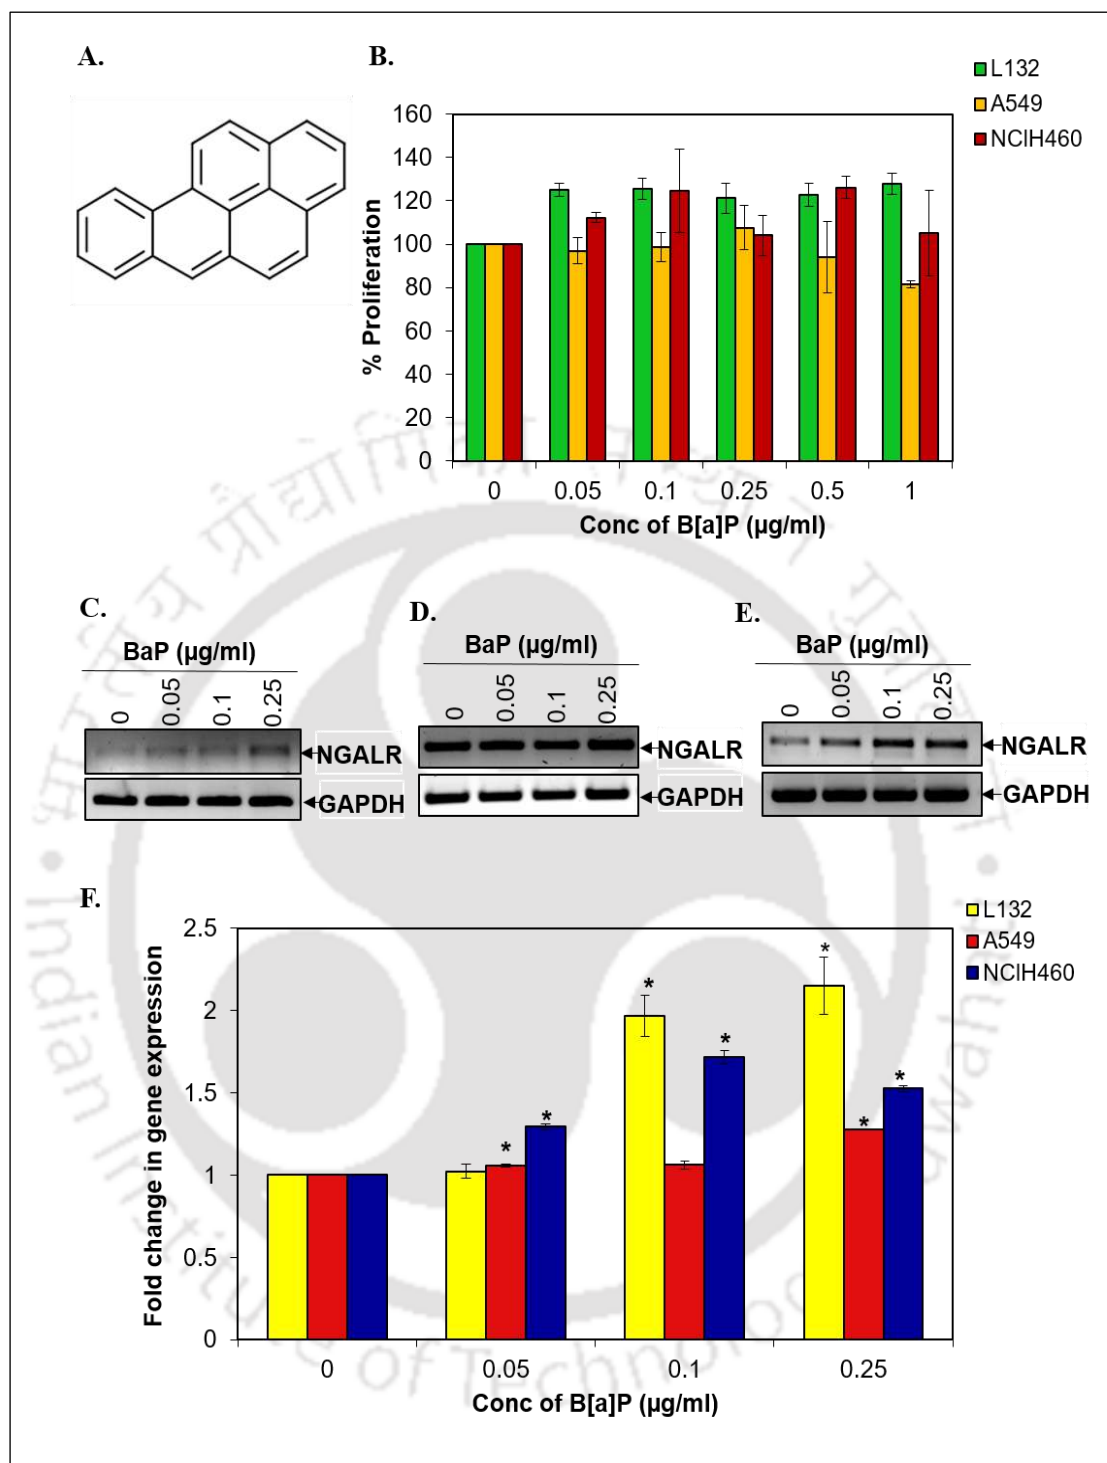 A.
B.
L132
A549
NCIH460
160
140
120
100
80
60
40
20
0
% Proliferation
0 0.05 0.1 0.25 0.5 1
Conc of B[a]P (µg/ml)
C.
BaP (µg/ml)
0 0.05 0.1 0.25
NGALR
GAPDH
D.
BaP (µg/ml)
0 0.05 0.1 0.25
NGALR
GAPDH
E.
BaP (µg/ml)
0 0.05 0.1 0.25
NGALR
GAPDH
F.
L132
A549
NCIH460
2.5
2
1.5
1
0.5
0
Fold change in gene expression
* * * * * * *
0 0.05 0.1 0.25
Conc of B[a]P (µg/ml)
Indian Institute of Technology